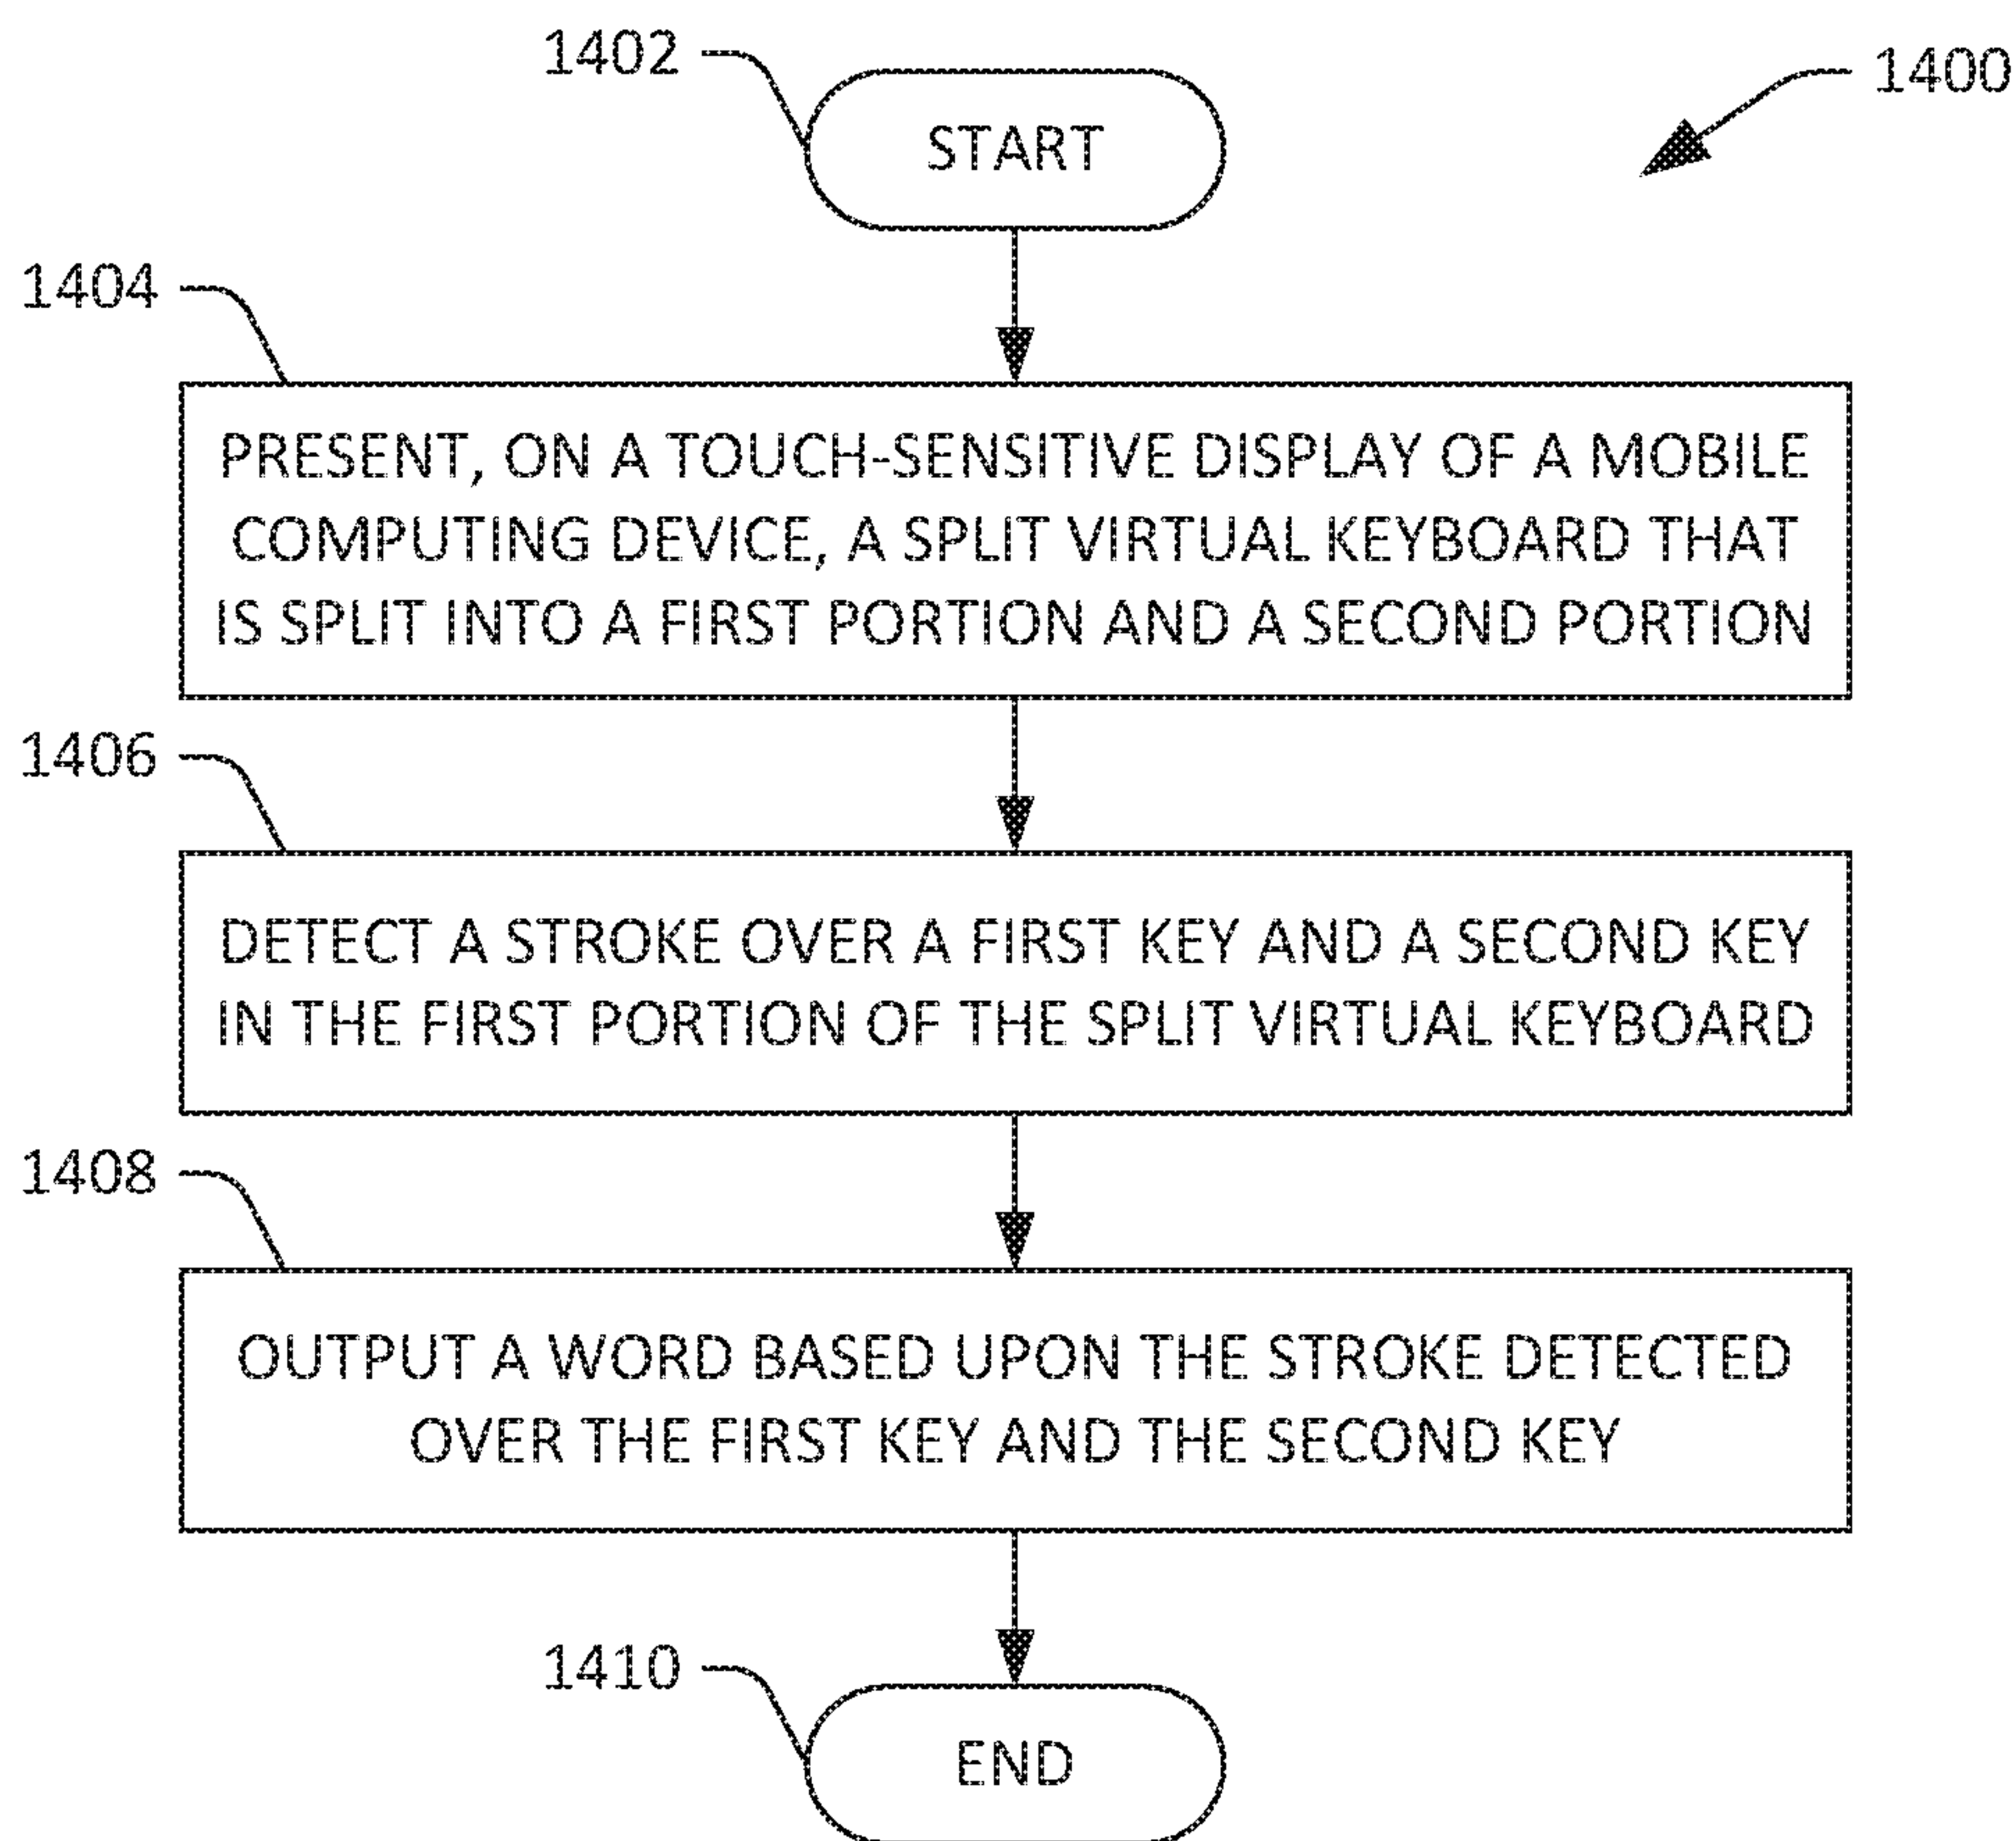 1402
1400
START
1404
PRESENT, ON A TOUCH-SENSITIVE DISPLAY OF A MOBILE
COMPUTING DEVICE, A SPLIT VIRTUAL KEYBOARD THAT
IS SPLIT INTO A FIRST PORTION AND A SECOND PORTION
1406
DETECT A STROKE OVER A FIRST KEY AND A SECOND KEY
IN THE FIRST PORTION OF THE SPLIT VIRTUAL KEYBOARD
1408
OUTPUT A WORD BASED UPON THE STROKE DETECTED
OVER THE FIRST KEY AND THE SECOND KEY
1410
END